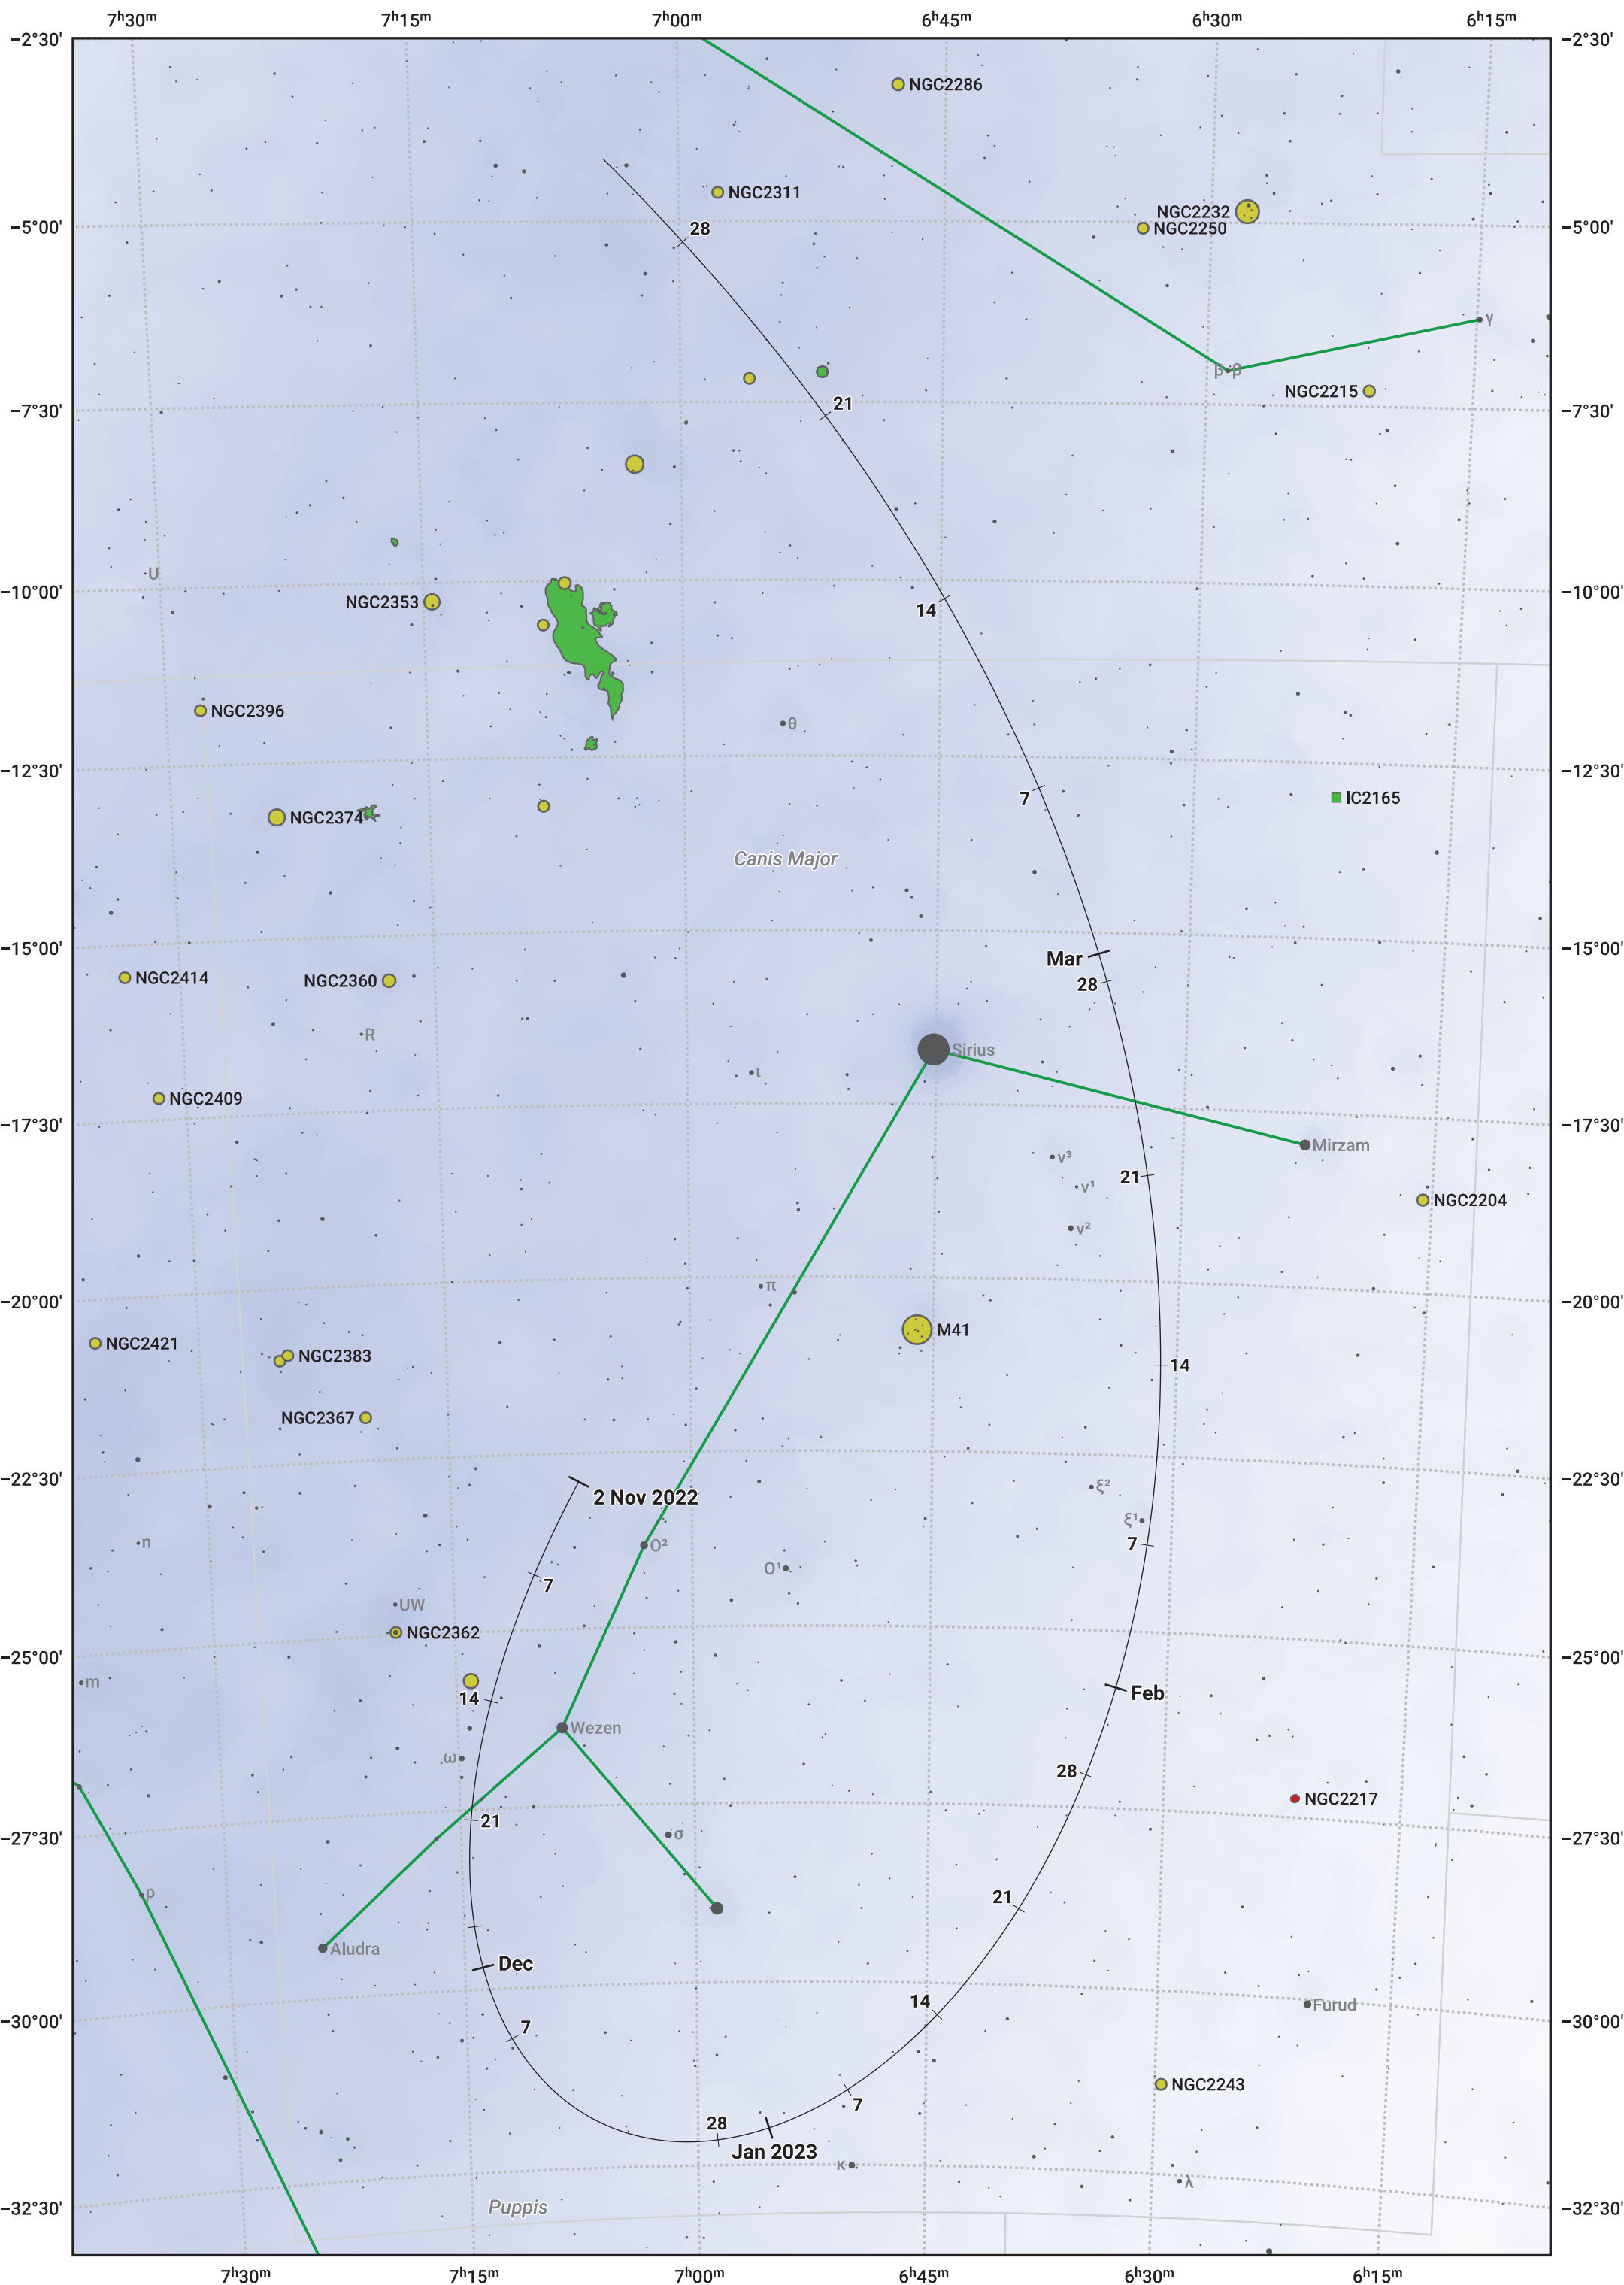 7h30m 7h15m 7h00m 6h45m 6h30m 6h15m
−2°30' −2°30'
NGC2286
NGC2311
NGC2232
−5°00' NGC2250 −5°00'
28
γ
β β
NGC2215
−7°30' 21 −7°30'
U
−10°00' −10°00'
NGC2353 14
NGC2396
θ
−12°30' −12°30'
7 IC2165
NGC2374
Canis Major
−15°00' −15°00'
Mar
NGC2414 NGC2360 28
R Sirius
ι
NGC2409
−17°30' −17°30'
Mirzam
ν³
21
ν¹
NGC2204
ν²
π
−20°00' −20°00'
M41
NGC2421
NGC2383 14
NGC2367
−22°30' −22°30'
2 Nov 2022 ξ²
ξ¹
n ο² 7
ο¹
7
UW
NGC2362
−25°00' −25°00'
m
14 Feb
Wezen
ω
28
NGC2217
21
−27°30' σ −27°30'
p 21
Aludra
Dec
14 Furud
−30°00' −30°00'
7
NGC2243
7
28
Jan 2023
κ
λ
−32°30' Puppis −32°30'
7h30m 7h15m 7h00m 6h45m 6h30m 6h15m